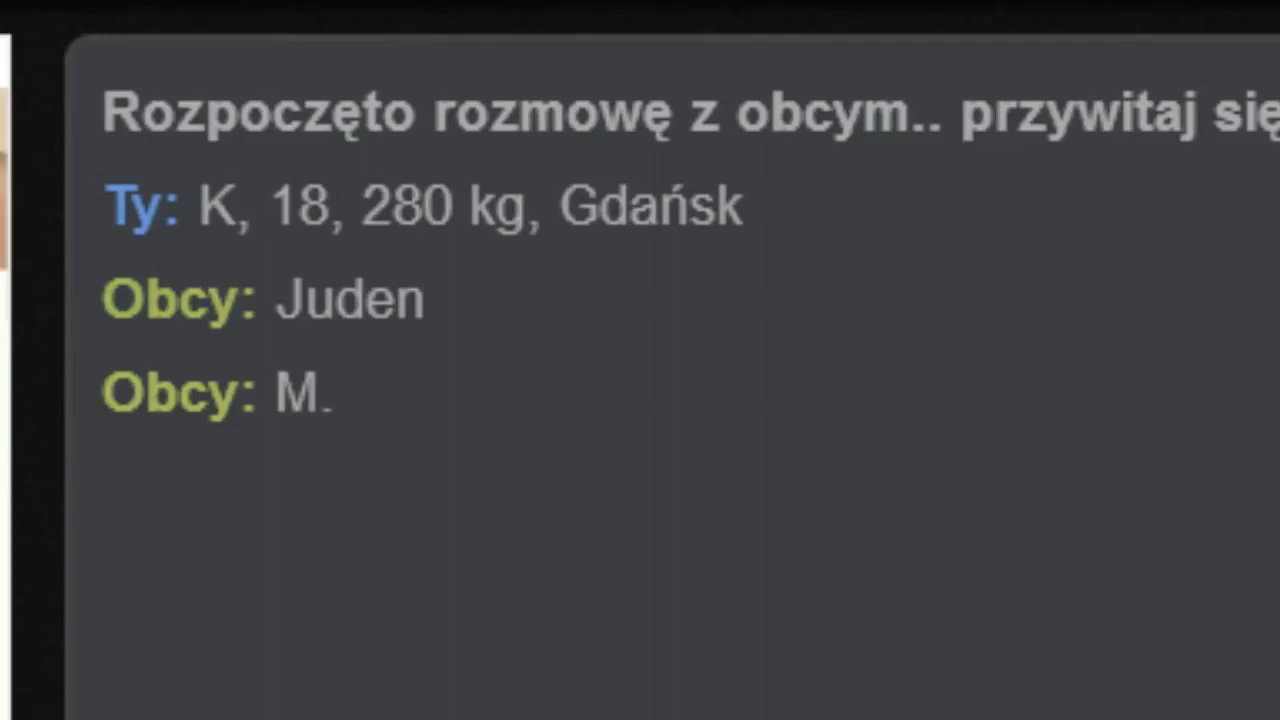 Rozpoczęto rozmowę z obcym.. przywitaj się
Ty: K, 18, 280 kg, Gdańsk
Obcy: Juden
Obcy: M.